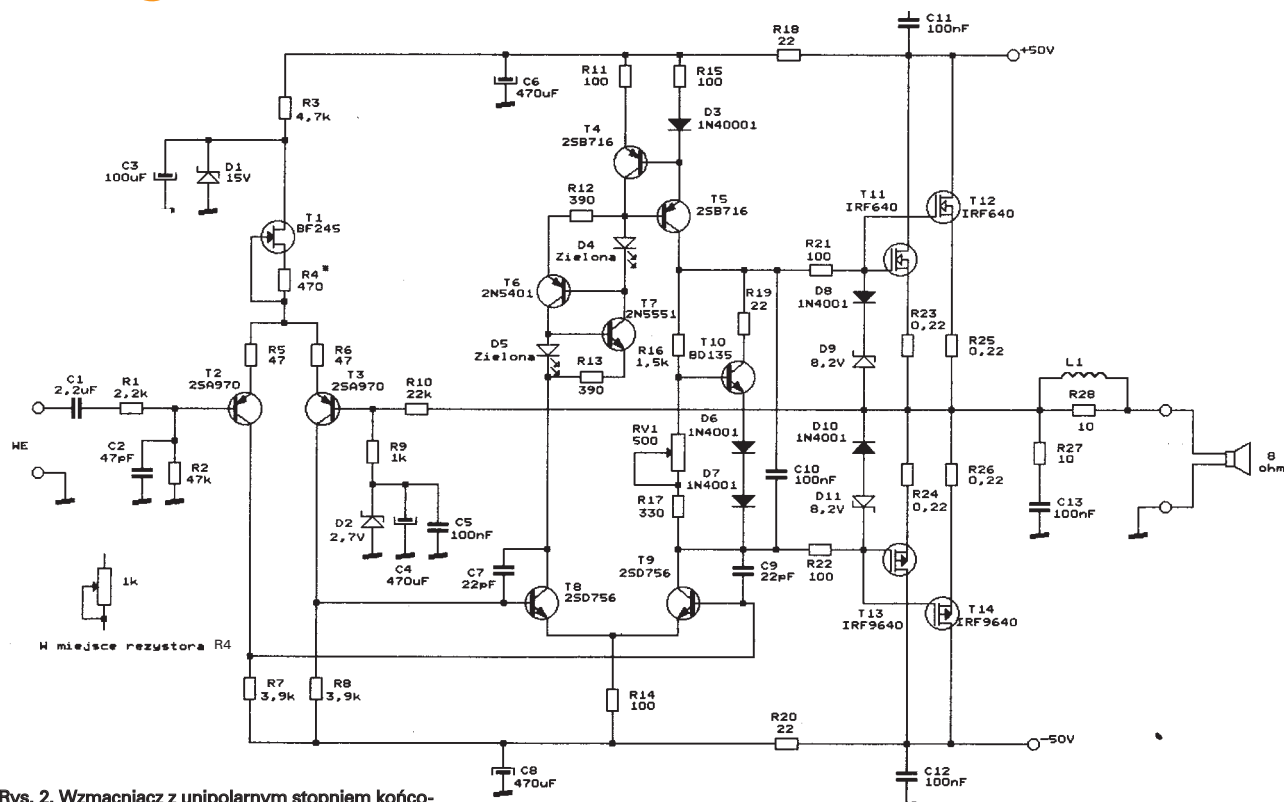 C11
100nF
R18
22
+50V
R11
100
R15
100
C6
470uF
R3
4,7k
D3
1N40001
T4
2SB716
C3
100uF
D1
15V
R12
390
T5
2SB716
T11
IRF640
T12
IRF640
T1
BF245
D4
Zielona
R4*
470
T6
2N5401
T7
2N5551
R21
100
R19
22
D8
1N4001
R23
0,22
R5
47
R6
47
D5
Zielona
R13
390
R16
1,5k
T10
BD135
D9
8,2V
R25
0,22
L1
C1
2,2uF
R1
2,2k
T2
2SA970
T3
2SA970
R10
22k
R28
10
WE
C2
47pF
R2
47k
R9
1k
RV1
500
D6
1N4001
D10
1N4001
R27
10
8
ohm
D7
1N4001
C10
100nF
R24
0,22
R26
0,22
D2
2,7V
C4
470uF
C5
100nF
R17
330
D11
8,2V
C13
100nF
1k
C7
22pF
T8
2SD756
T9
2SD756
C9
22pF
R22
100
T13
IRF9640
T14
IRF9640
W miejsce rezystora R4
R7
3,9k
R8
3,9k
R14
100
R20
22
-50V
C8
470uF
C12
100nF
Rys. 2. Wzmacniacz z unipolarnym stopniem końco-